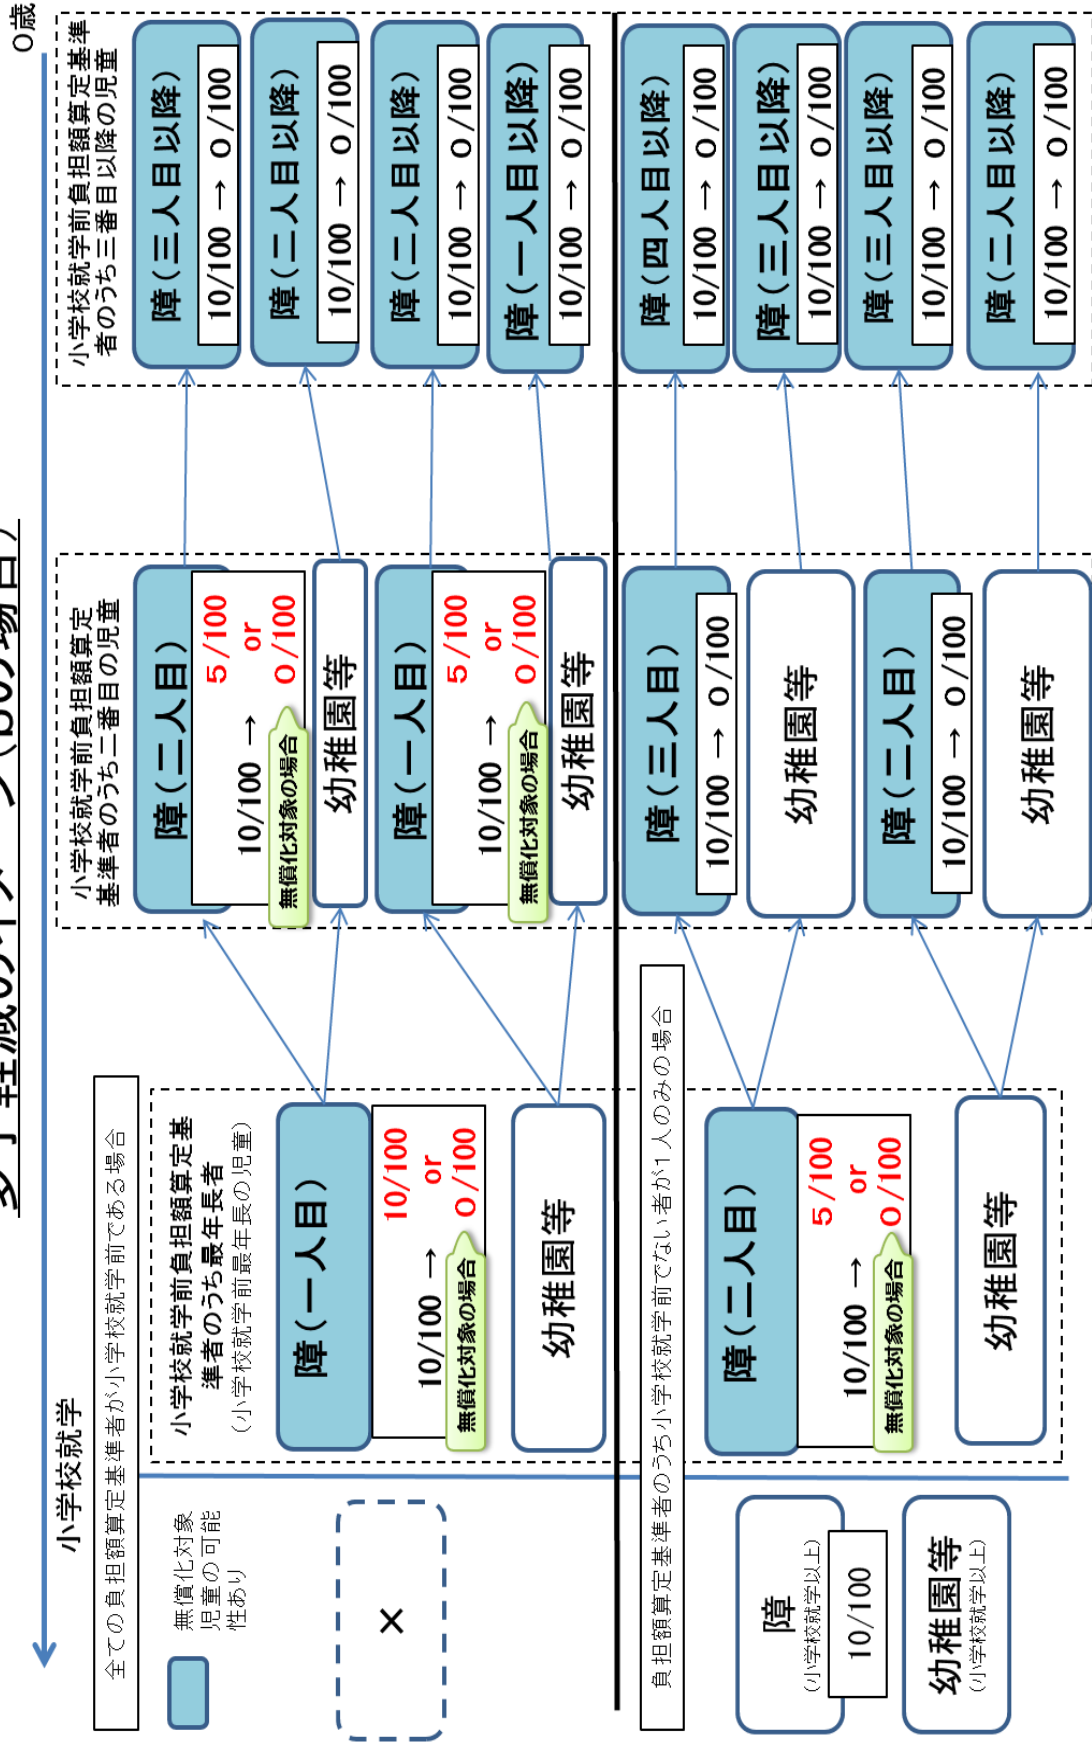 小学校就学
０歳
全ての負担額算定基準者が小学校就学前である場合
無償化対象
児童の可能
性あり
×
小学校就学前負担額算定基
準者のうち最年長者
（小学校就学前最年長の児童）
障（一人目）
10/100 →
10/100
or
０/100
無償化対象の場合
幼稚園等
小学校就学前負担額算定
基準者のうち二番目の児童
障（二人目）
10/100 →
５/100
or
０/100
無償化対象の場合
幼稚園等
障（一人目）
10/100 →
５/100
or
０/100
無償化対象の場合
幼稚園等
小学校就学前負担額算定基準
者のうち三番目以降の児童
障（三人目以降）
10/100 → ０/100
障（二人目以降）
10/100 → ０/100
障（二人目以降）
10/100 → ０/100
障（一人目以降）
10/100 → ０/100
負担額算定基準者のうち小学校就学前でない者が１人のみの場合
障
（小学校就学以上）
10/100
幼稚園等
（小学校就学以上）
障（二人目）
10/100 →
５/100
or
０/100
無償化対象の場合
幼稚園等
障（三人目）
10/100 → ０/100
幼稚園等
障（二人目）
10/100 → ０/100
幼稚園等
障（四人目以降）
10/100 → ０/100
障（三人目以降）
10/100 → ０/100
障（三人目以降）
10/100 → ０/100
障（二人目以降）
10/100 → ０/100